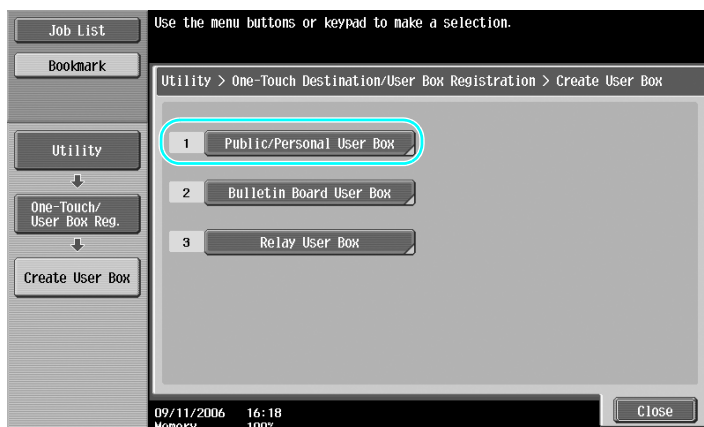 Job List
Use the menu buttons or keypad to make a selection.
Bookmark
Utility > One-Touch Destination/User Box Registration > Create User Box
1 Public/Personal User Box
Utility
2 Bulletin Board User Box
One-Touch/
User Box Reg.
3 Relay User Box
Create User Box
09/11/2006 16:18
Memory 100%
Close